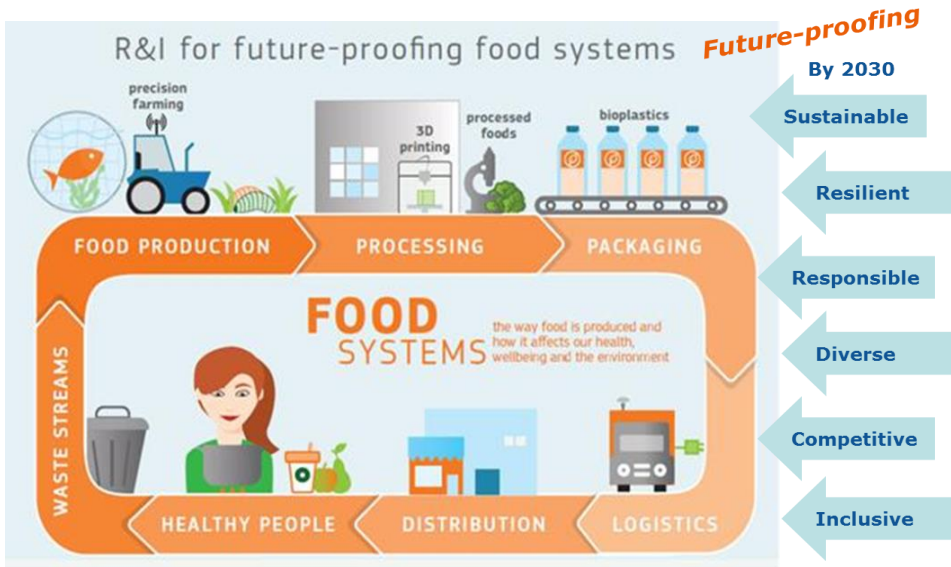 R&I for future-proofing food systems
Future-proofing
By 2030
precision
farming
3D
printing
processed
foods
bioplastics
FOOD PRODUCTION
PROCESSING
PACKAGING
FOOD
SYSTEMS
the way food is produced and
how it affects our health,
wellbeing and the environment
WASTE STREAMS
HEALTHY PEOPLE
DISTRIBUTION
LOGISTICS
Sustainable
Resilient
Responsible
Diverse
Competitive
Inclusive